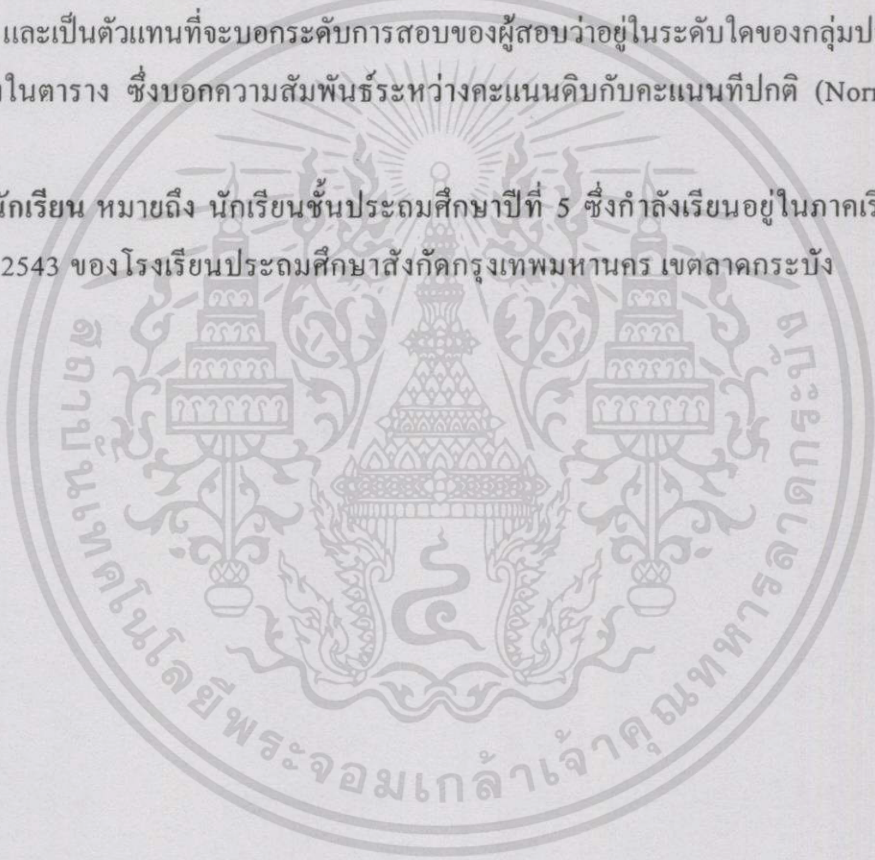 และเป็นตัวแทนที่จะบอกระดับการสอบของผู้สอบว่าอยู่ในระดับใดของกลุ่มป
ในตาราง ซึ่งบอกความสัมพันธ์ระหว่างคะแนนดิบกับคะแนนทีปกติ (Nor
นักเรียน หมายถึง นักเรียนชั้นประถมศึกษาปีที่ 5 ซึ่งกำลังเรียนอยู่ในภาคเรี
2543 ของโรงเรียนประถมศึกษาสังกัดกรุงเทพมหานคร เขตลาดกระบัง
สถาบันเทคโนโลยีพระจอมเกล้าเจ้าคุณทหารลาดกระบัง